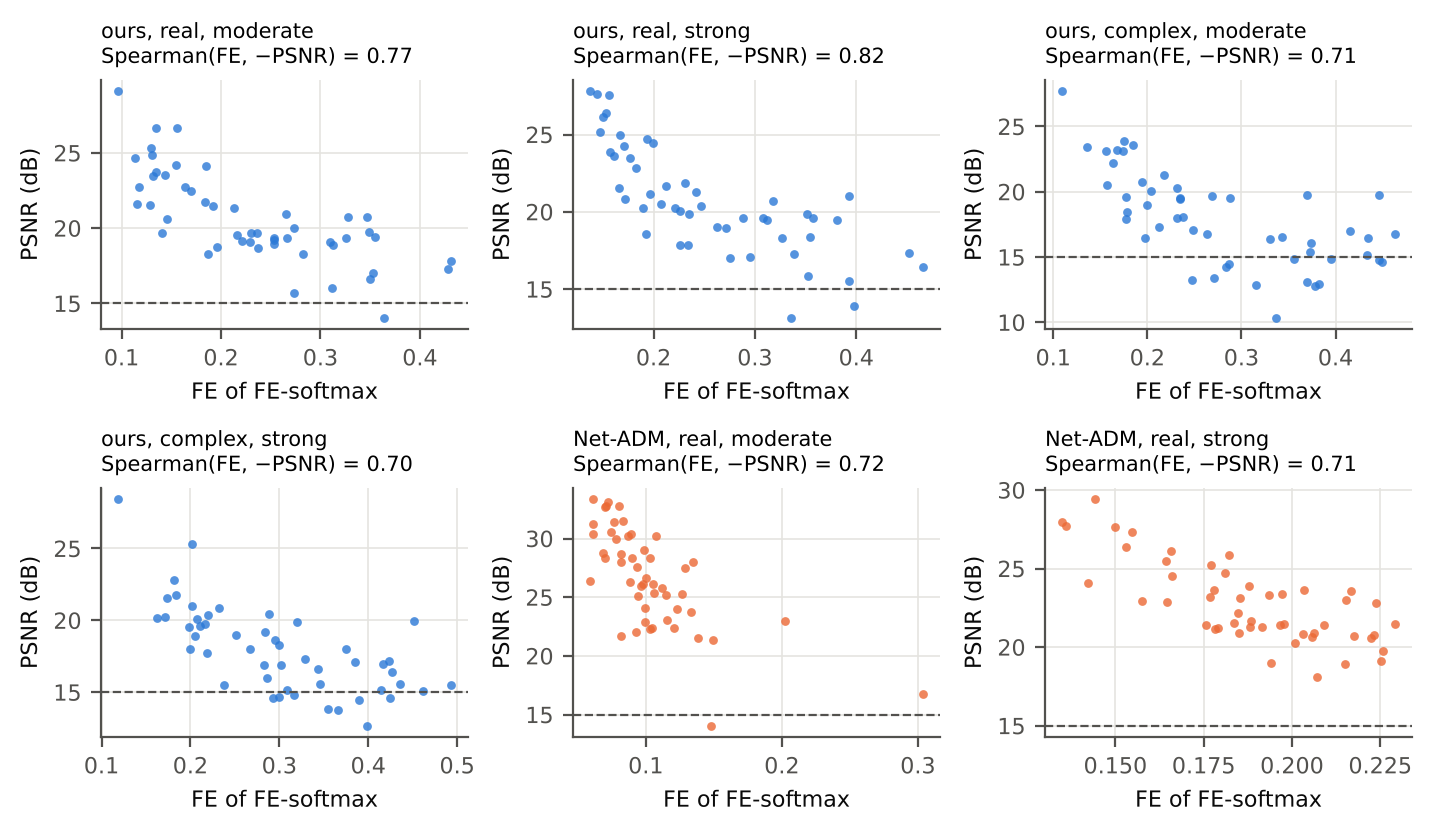 ours, real, moderate
Spearman(FE, −PSNR) = 0.77
PSNR (dB)
25
20
15
0.1
0.2
0.3
0.4
FE of FE-softmax
ours, real, strong
Spearman(FE, −PSNR) = 0.82
PSNR (dB)
25
20
15
0.2
0.3
0.4
FE of FE-softmax
ours, complex, moderate
Spearman(FE, −PSNR) = 0.71
PSNR (dB)
25
20
15
10
0.1
0.2
0.3
0.4
FE of FE-softmax
ours, complex, strong
Spearman(FE, −PSNR) = 0.70
PSNR (dB)
25
20
15
0.1
0.2
0.3
0.4
0.5
FE of FE-softmax
Net-ADM, real, moderate
Spearman(FE, −PSNR) = 0.72
PSNR (dB)
30
25
20
15
0.1
0.2
0.3
FE of FE-softmax
Net-ADM, real, strong
Spearman(FE, −PSNR) = 0.71
PSNR (dB)
30
25
20
15
0.150
0.175
0.200
0.225
FE of FE-softmax